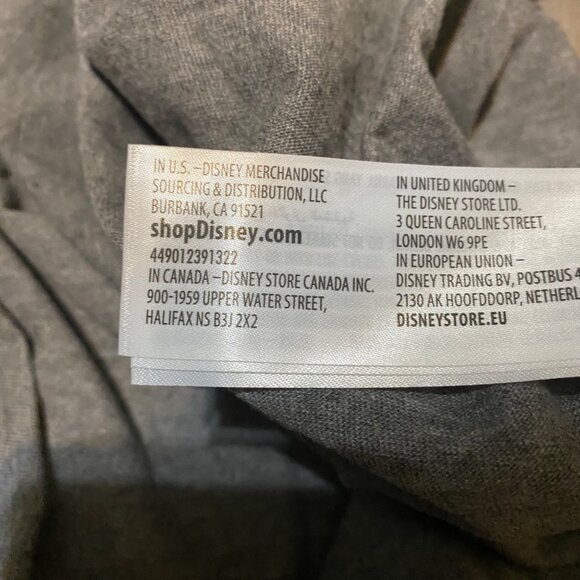 IN U.S. –DISNEY MERCHANDISE
SOURCING & DISTRIBUTION, LLC
BURBANK, CA 91521
shopDisney.com
449012391322
IN CANADA –DISNEY STORE CANADA INC.
900-1959 UPPER WATER STREET,
HALIFAX NS B3J 2X2
IN UNITED KINGDOM –
THE DISNEY STORE LTD.
3 QUEEN CAROLINE STREET,
LONDON W6 9PE
IN EUROPEAN UNION –
DISNEY TRADING BV, POSTBUS 4
2130 AK HOOFDDORP, NETHERL
DISNEYSTORE.EU